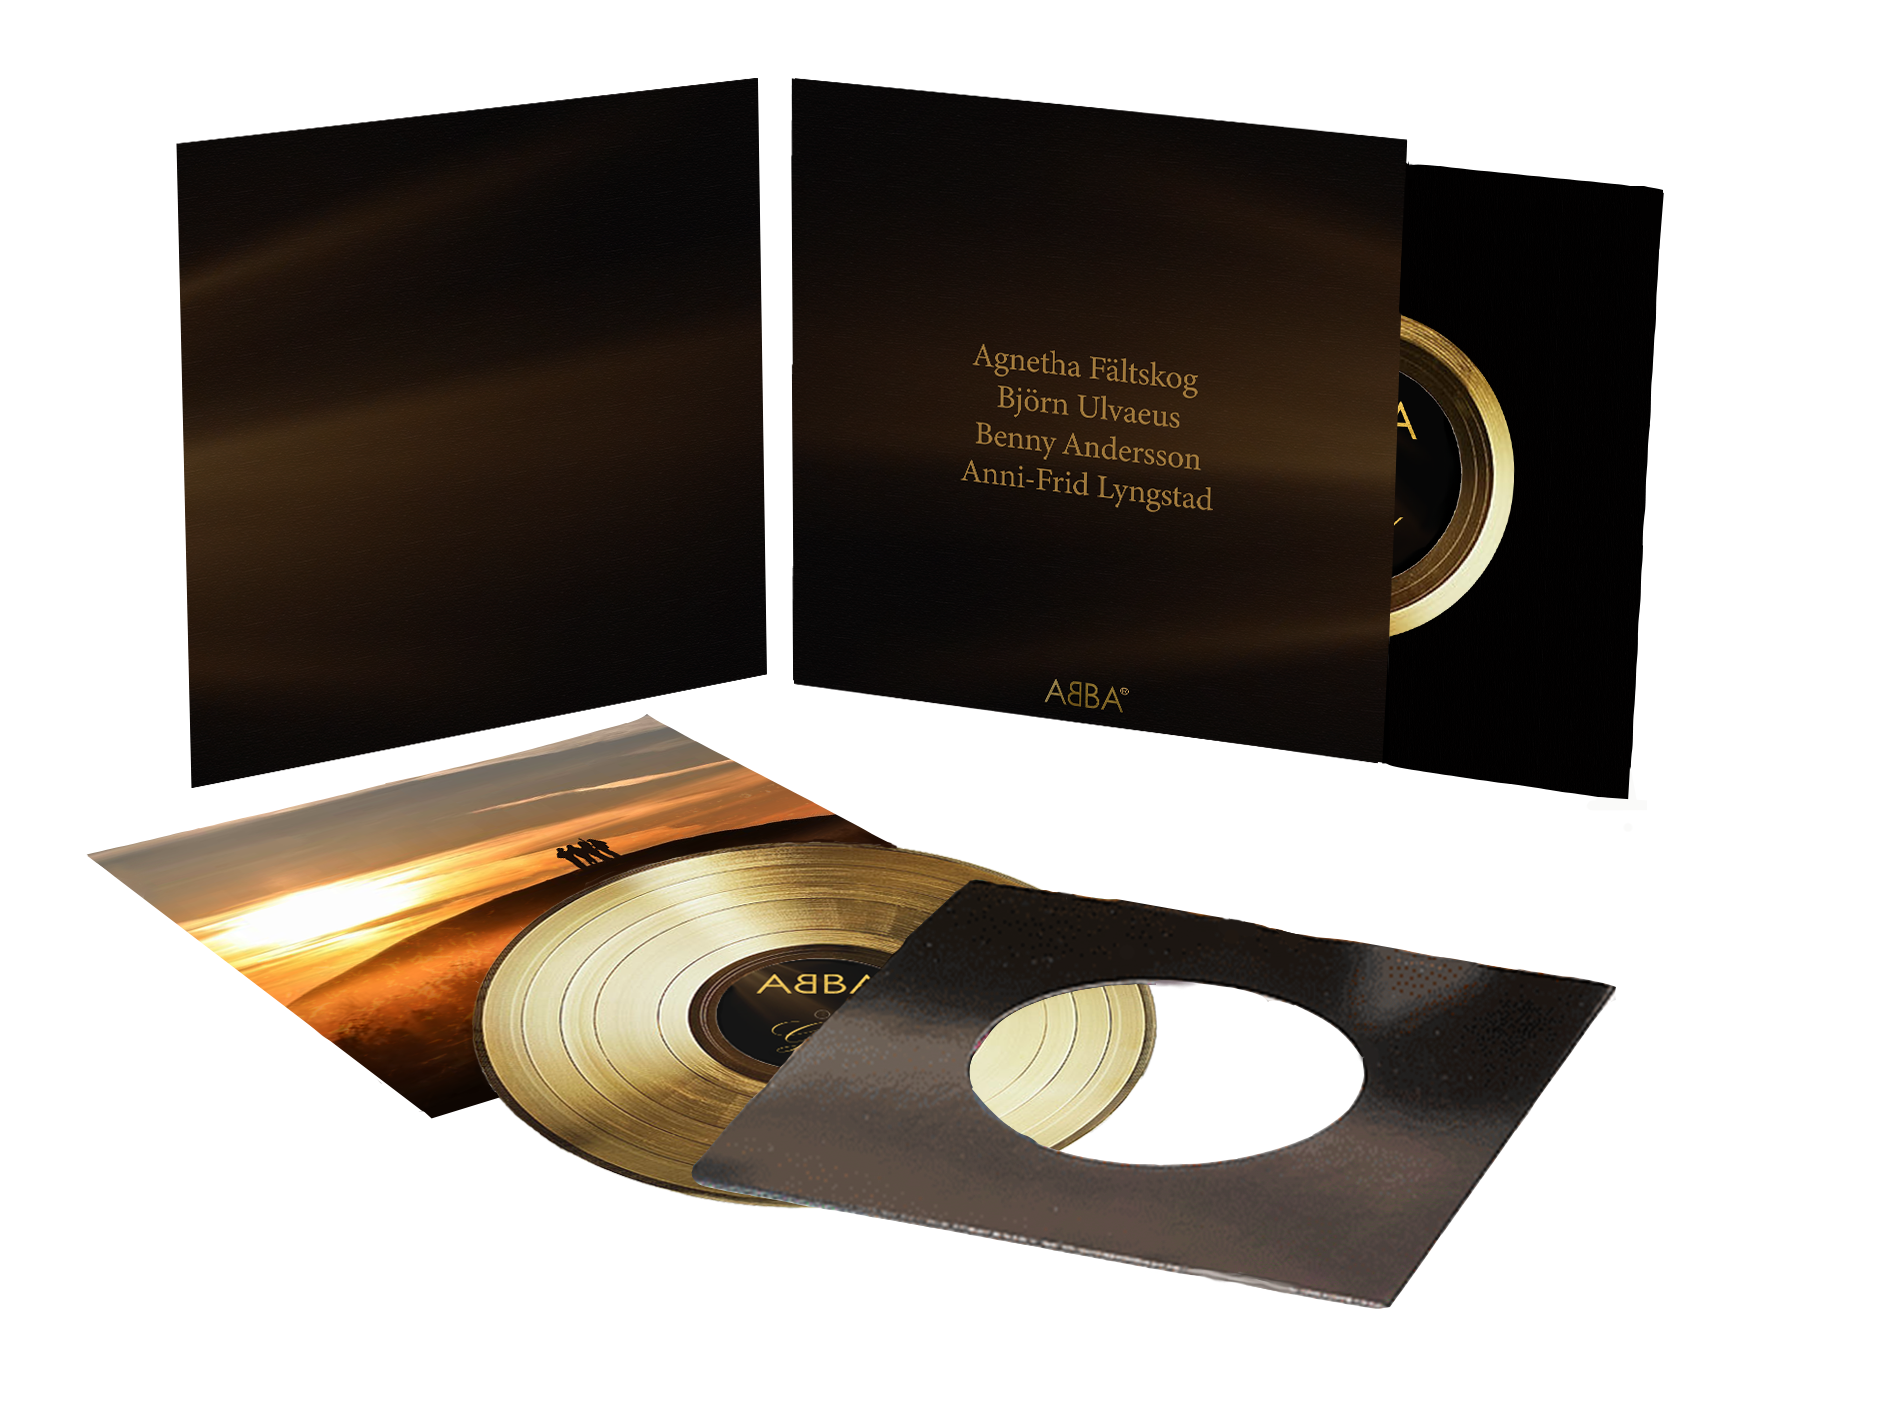 Agnetha Fältskog
Björn Ulvaeus
Benny Andersson
Anni-Frid Lyngstad
ABBA®
ABBA